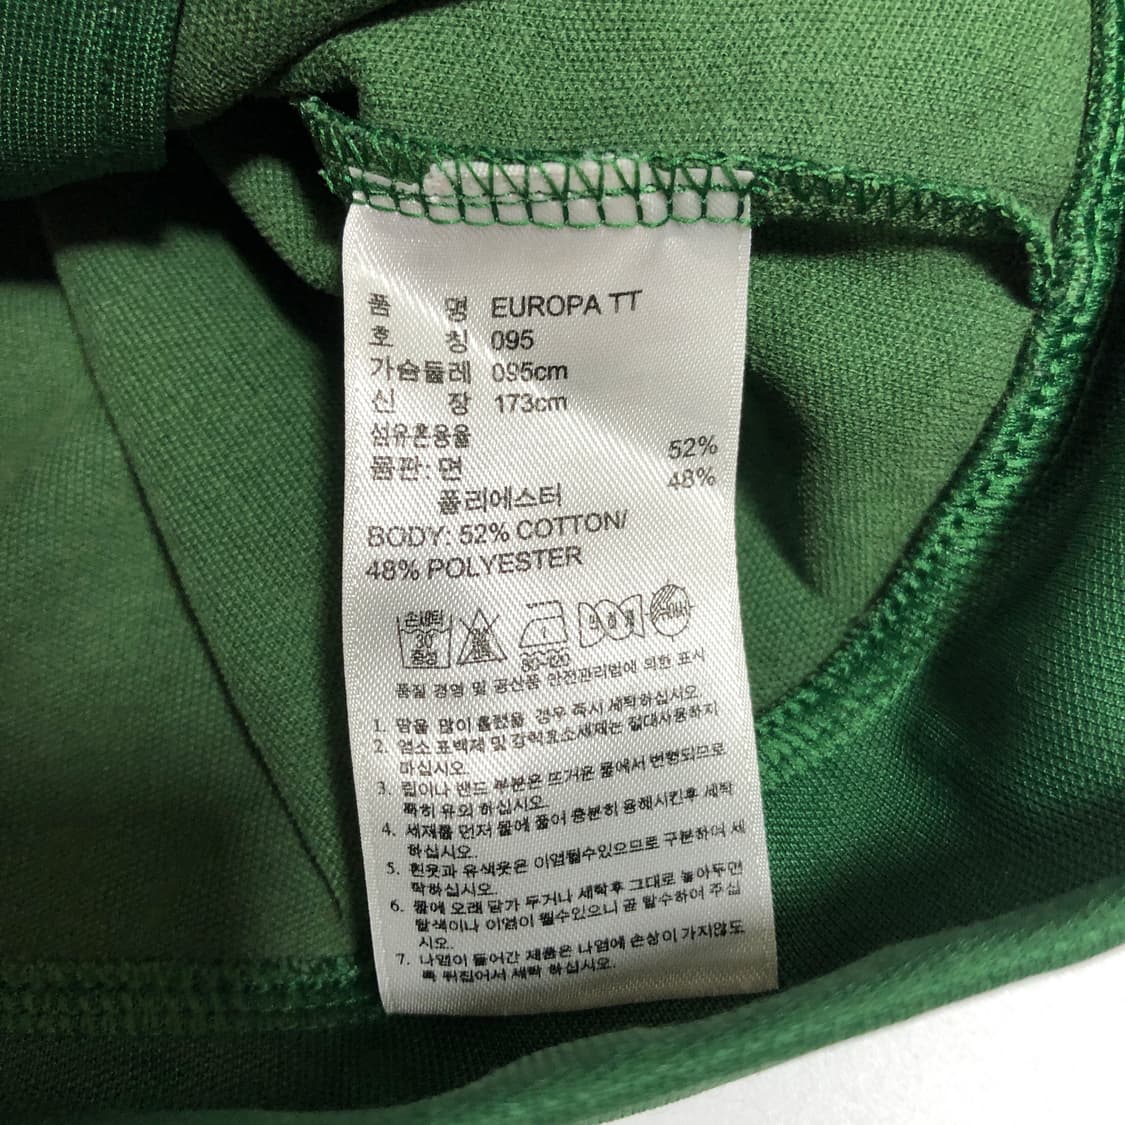 품 명 EUROPA TT
호 칭 095
가슴둘레 095cm
신 장 173cm
섬유혼용율
몸판: 면 52%
폴리에스터 48%
BODY: 52% COTTON/
48% POLYESTER
손세탁
30
중성
80-120
품질 경영 및 공산품 안전관리법에 의한 표시
1. 땀을 많이 흘렸을 경우 즉시 세탁하십시오.
2. 염소 표백제 및 강력효소세제는 절대사용하지
마십시오.
3. 립이나 밴드 부분은 뜨거운 물에서 변형되므로
특히 유의 하십시오.
4. 세제를 먼저 물에 풀어 충분히 용해시킨후 세탁
하십시오.
5. 흰옷과 유색옷은 이염될수있으므로 구분하여 세
탁하십시오.
6. 물에 오래 담가 두거나 세탁후 그대로 놓아두면
탈색이나 이염이 될수있으니 곧 탈수하여 주십
시오.
7. 나염이 들어간 제품은 나염에 손상이 가지않도
록 뒤집어서 세탁 하십시오.